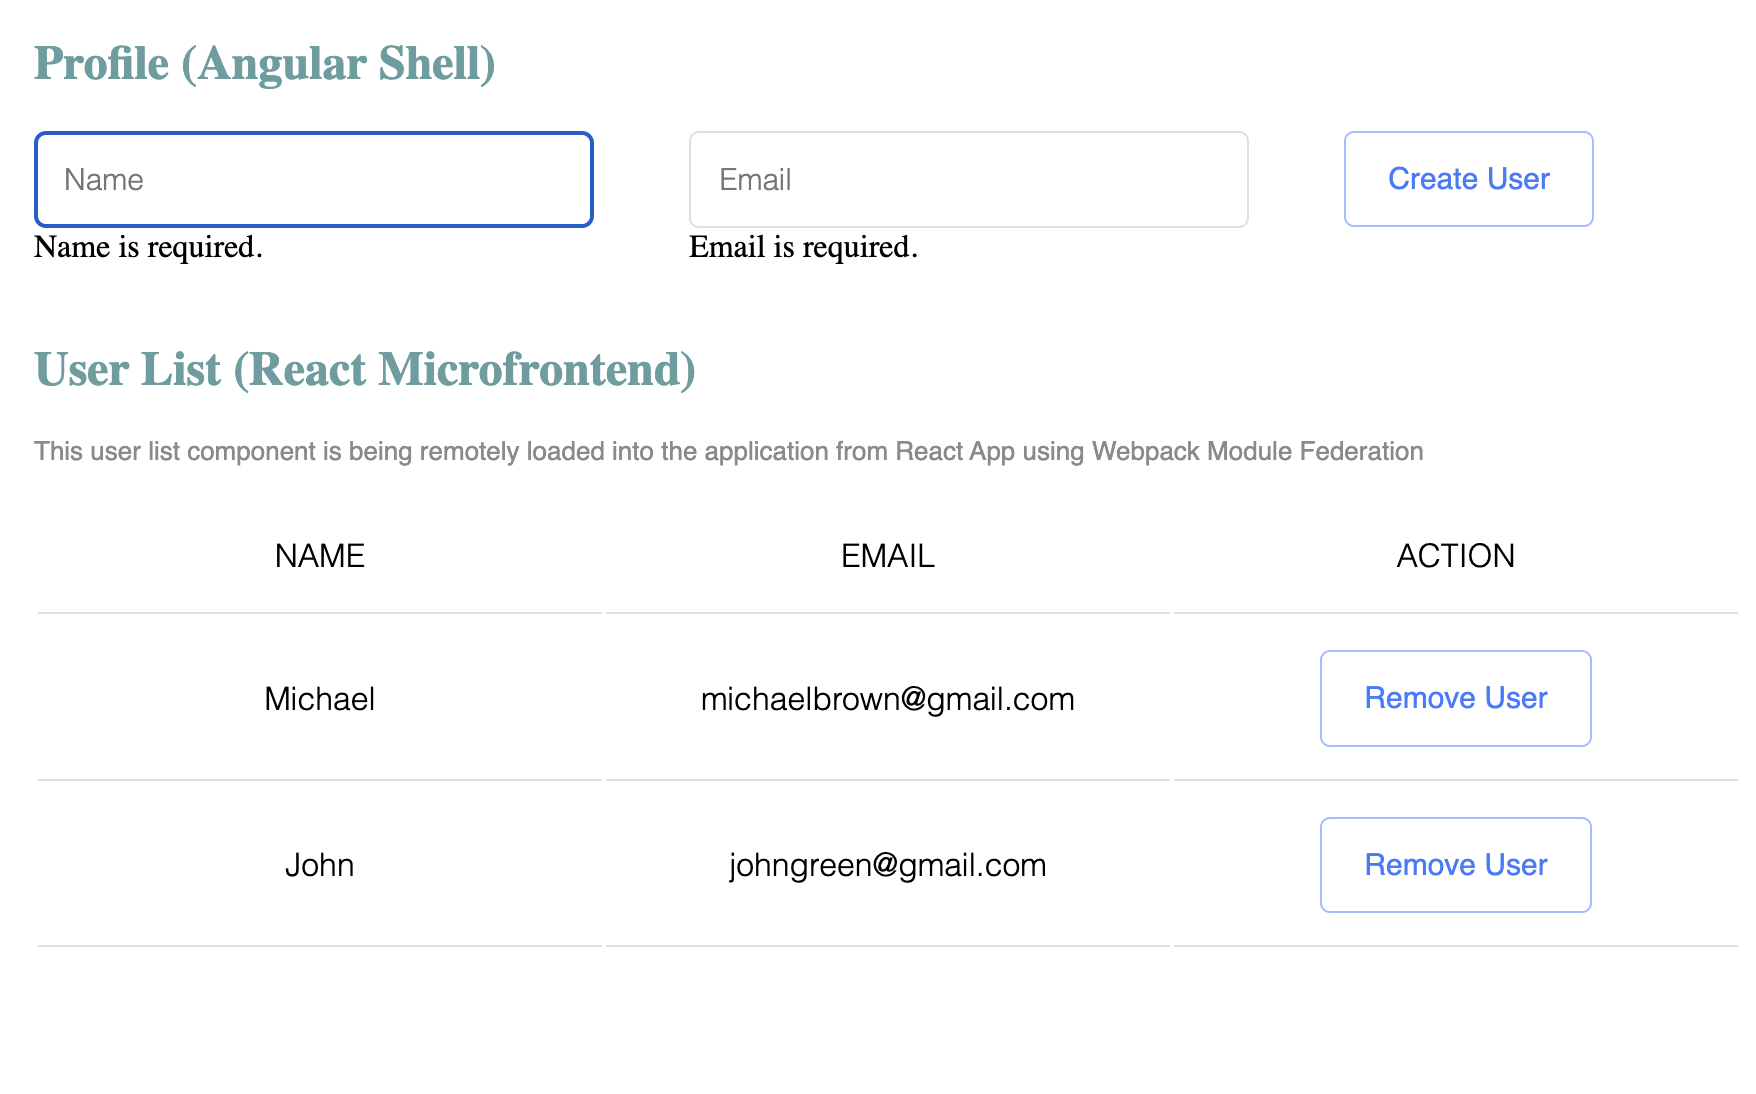 Profile (Angular Shell)
Name
Email
Create User
Name is required.
Email is required.
User List (React Microfrontend)
This user list component is being remotely loaded into the application from React App using Webpack Module Federation
NAME EMAIL ACTION
Michael michaelbrown@gmail.com Remove User
John johngreen@gmail.com Remove User